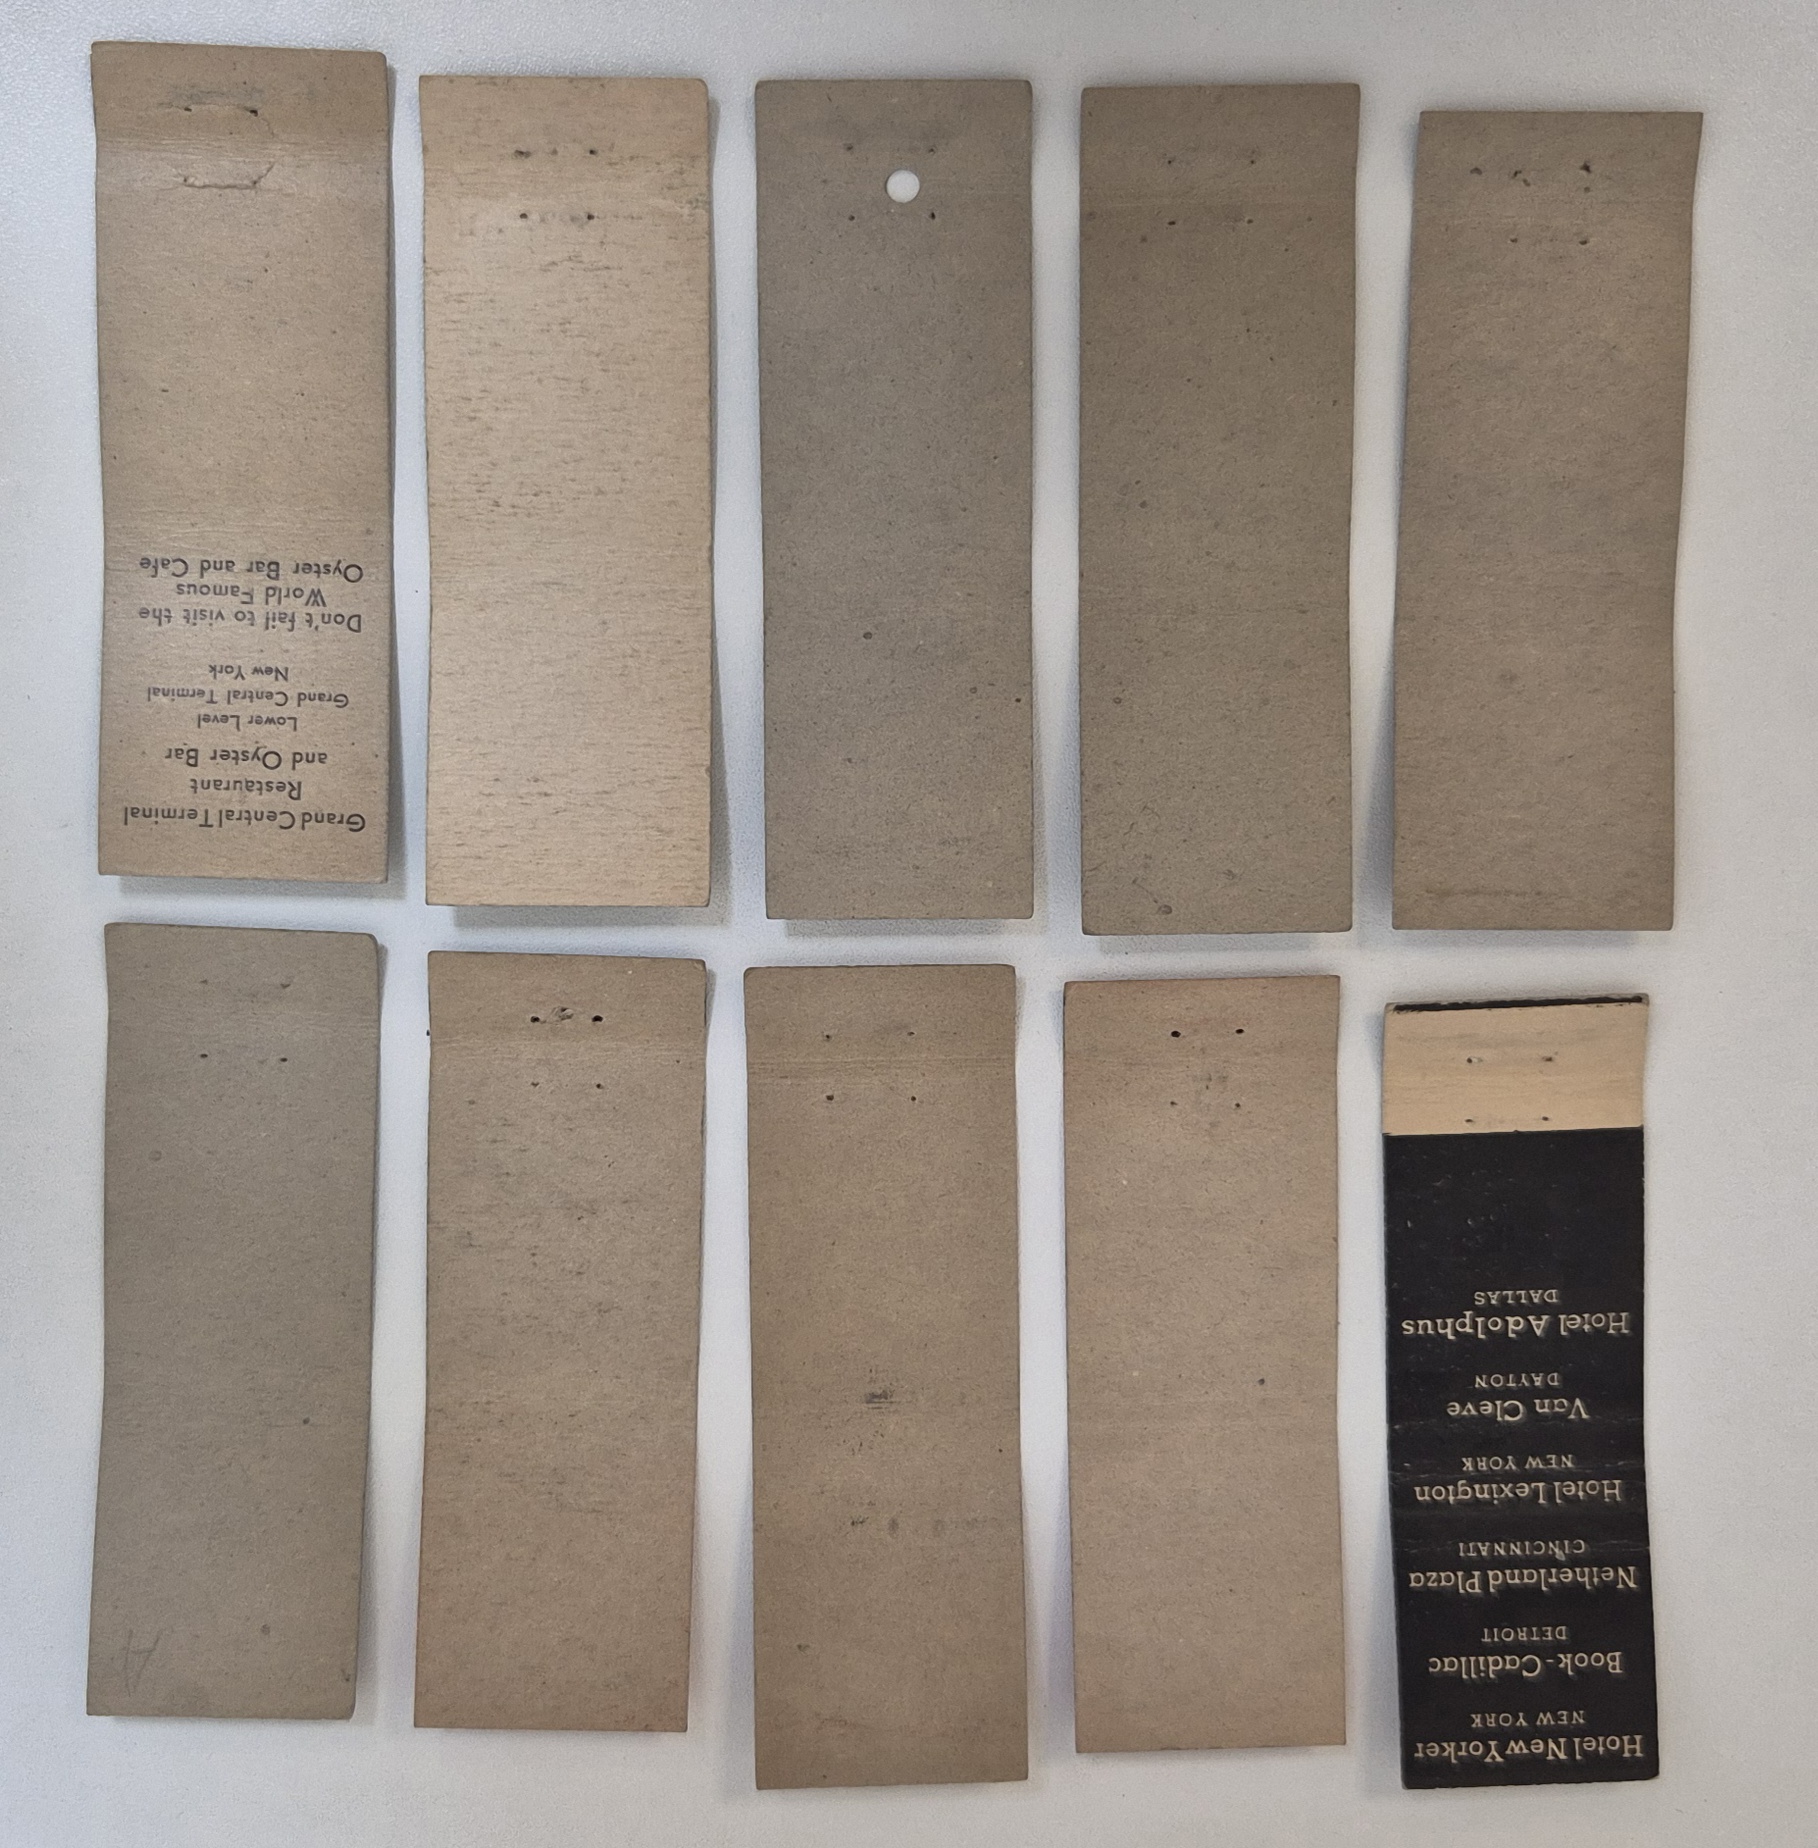 Grand Central Terminal
Restaurant
and Oyster Bar
Lower Level
Grand Central Terminal
New York
Don't fail to visit the
World Famous
Oyster Bar and Cafe
Hotel New Yorker
NEW YORK
Book-Cadillac
DETROIT
Netherland Plaza
CINCINNATI
Hotel Lexington
NEW YORK
Van Cleve
DAYTON
Hotel Adolphus
DALLAS